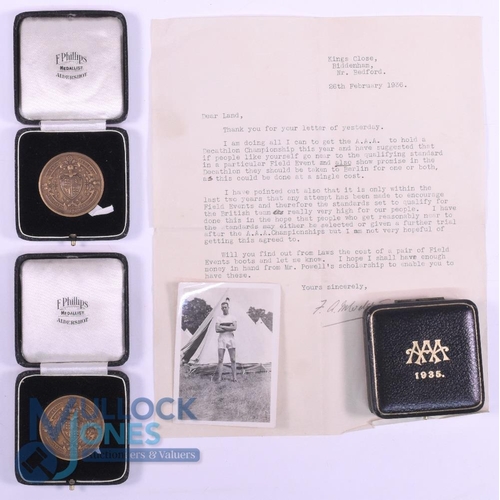 F. Phillips
MEDALLIST
ALDERSHOT
F. Phillips
MEDALLIST
ALDERSHOT
Kings Close,
Biddenham,
Nr. Bedford.
26th February 1936.
Dear Land,
Thank you for your letter of yesterday.
I am doing all I can to get the A.A.A. to hold a
Decathlon Championship this year and have suggested that
if people like yourself go near to the qualifying standard
in a particular Field Event and also show promise in the
Decathlon they should be taken to Berlin for one or both,
as this could be done at a single cost.
I have pointed out also that it is only within the
last two years that any attempt has been made to encourage
Field Events and therefore the standards set to qualify for
the British team are really very high for our people. I have
done this in the hope that people who get reasonably near to
the standards may either be selected or given a further trial
after the A.A.A. Championships but I am not very hopeful of
getting this agreed to.
Will you find out from Laws the cost of a pair of Field
Events boots and let me know. I hope I shall have enough
money in hand from Mr. Powell's scholarship to enable you to
have these.
Yours sincerely,
AAA
1935.
MULLOCK
JONES
Auctioneers & Valuers